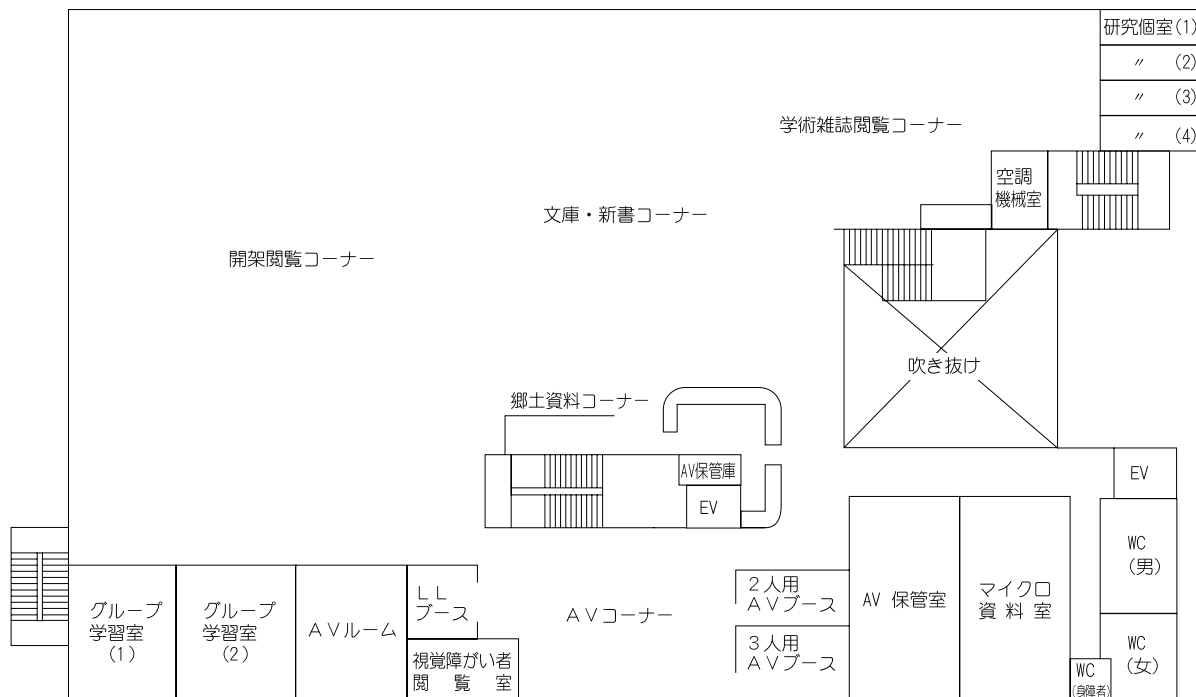 研究個室(1)
〃 (2)
〃 (3)
〃 (4)
学術雑誌閲覧コーナー
空調
機械室
文庫・新書コーナー
開架閲覧コーナー
吹き抜け
郷土資料コーナー
AV保管庫
EV
EV
WC
(男)
グループ
学習室
(1)
グループ
学習室
(2)
AVルーム
LL
ブース
視覚障がい者
閲覧室
AVコーナー
2人用
AVブース
3人用
AVブース
AV 保管室
マイクロ
資料室
WC
(身障者)
WC
(女)